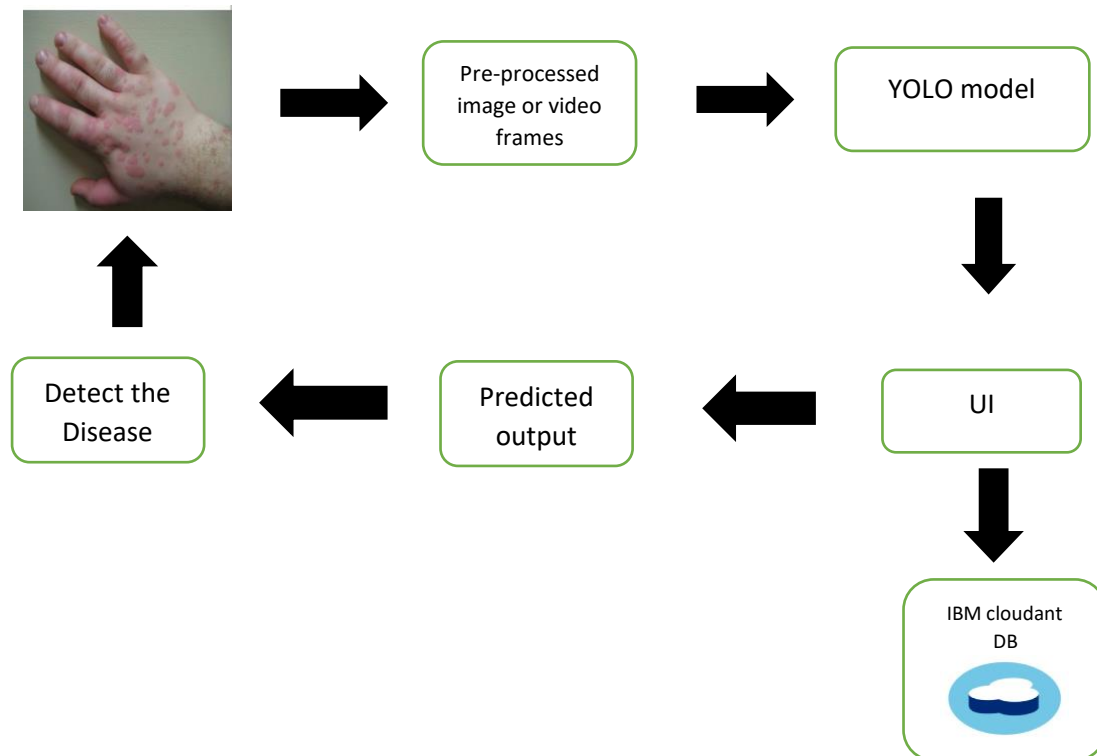 Pre-processed
image or video
frames
YOLO model
Detect the
Disease
Predicted
output
UI
IBM cloudant
DB